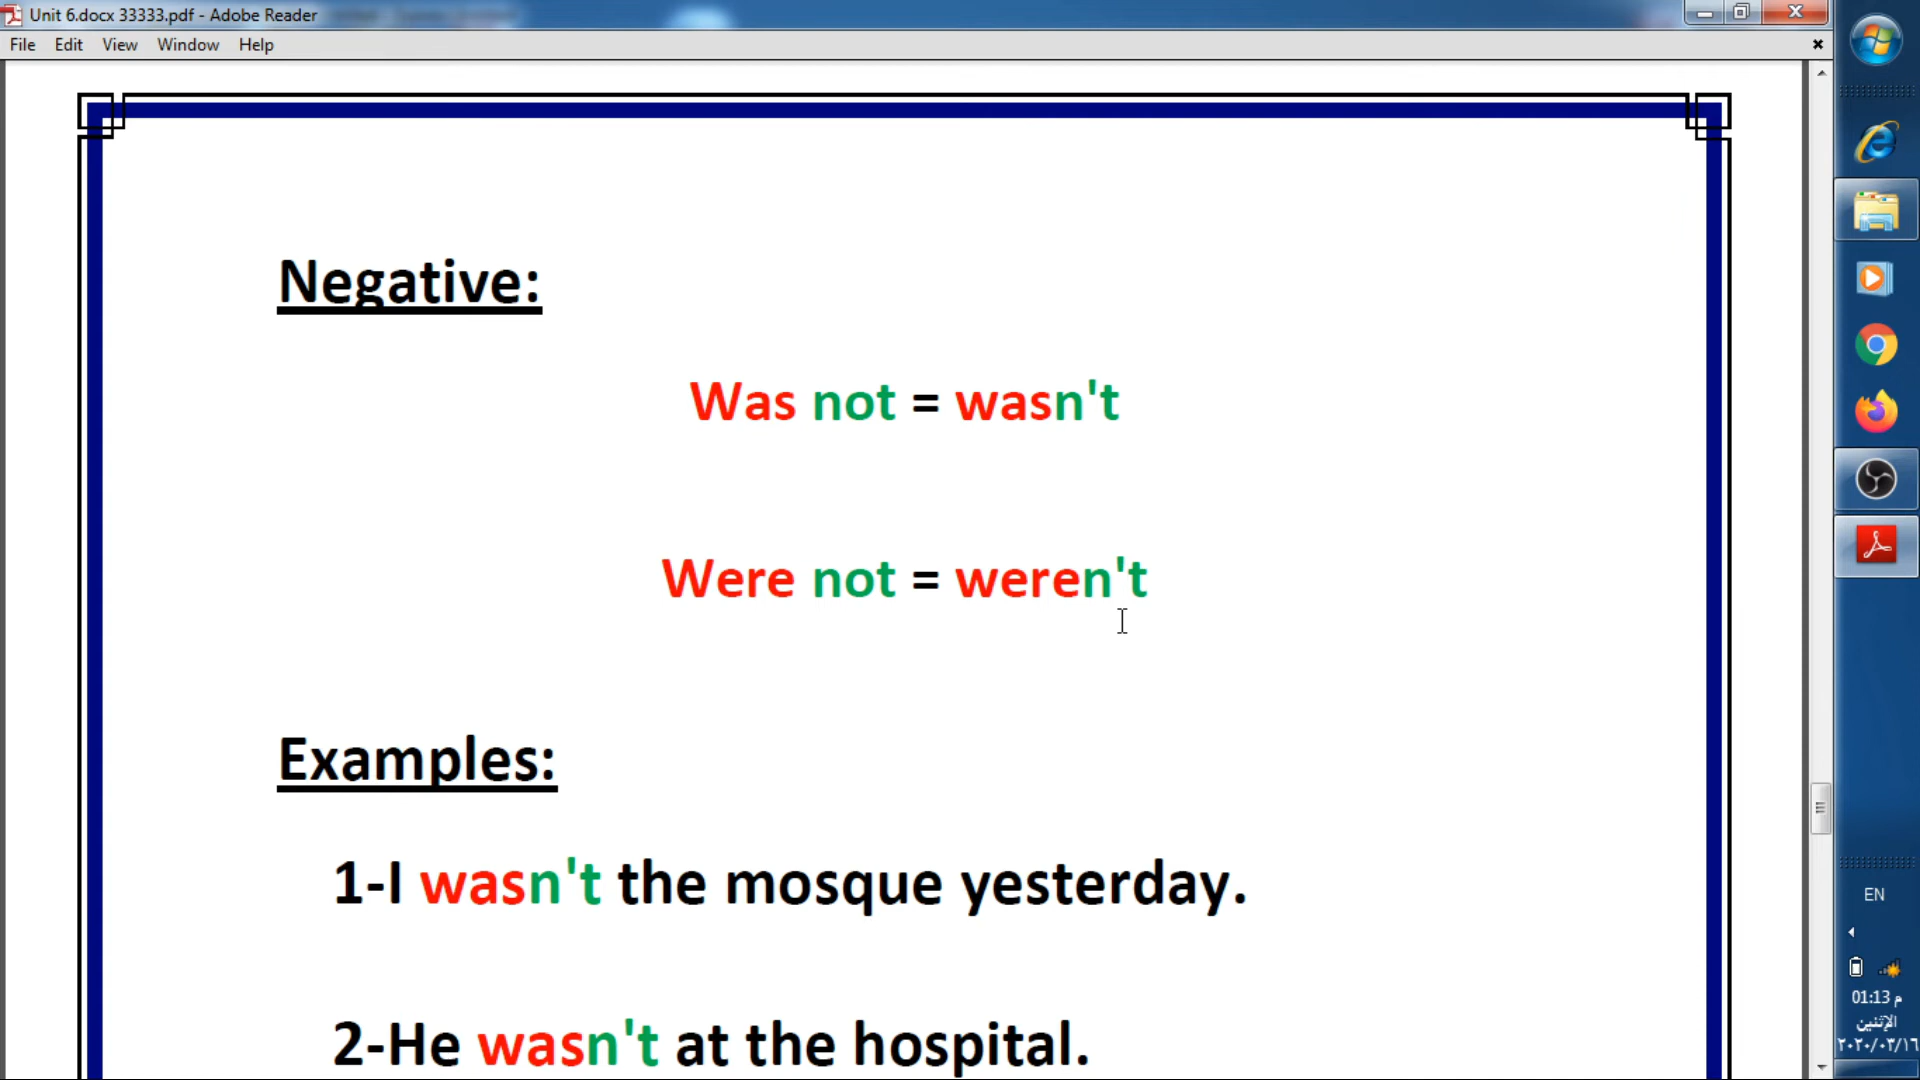 Unit 6.docx 33333.pdf - Adobe Reader
File Edit View Window Help
Negative:
Was not = wasn't
Were not = weren't
Examples:
1-I wasn't the mosque yesterday.
2-He wasn't at the hospital.
EN
01:13 م
الإثنين
٢٠٢٠/٠٣/١٦